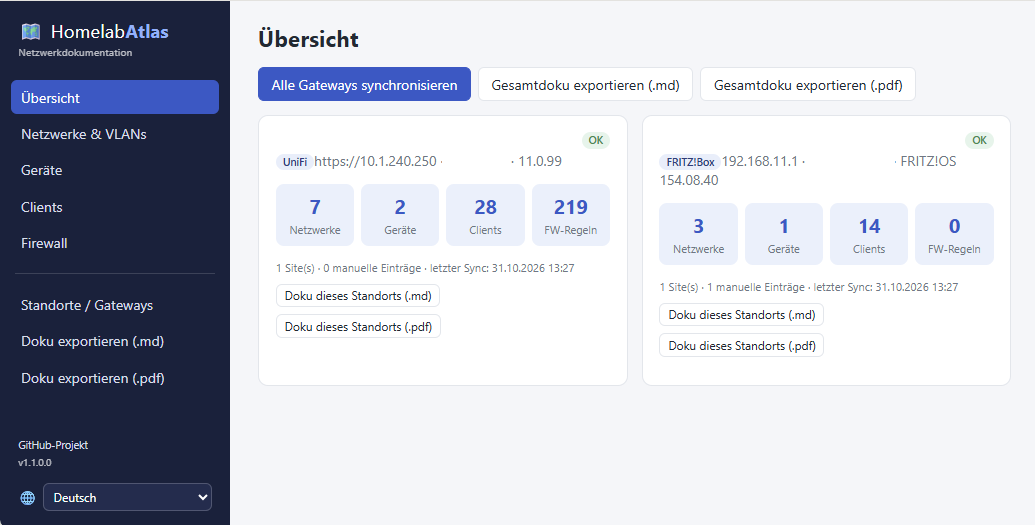 HomelabAtlas
Netzwerkdokumentation
Übersicht
Netzwerke & VLANs
Geräte
Clients
Firewall
Standorte / Gateways
Doku exportieren (.md)
Doku exportieren (.pdf)
GitHub-Projekt
v1.1.0.0
Deutsch
Übersicht
Alle Gateways synchronisieren
Gesamtdoku exportieren (.md)
Gesamtdoku exportieren (.pdf)
OK
UniFi https://10.1.240.250 · · 11.0.99
7
Netzwerke
2
Geräte
28
Clients
219
FW-Regeln
1 Site(s) · 0 manuelle Einträge · letzter Sync: 31.10.2026 13:27
Doku dieses Standorts (.md)
Doku dieses Standorts (.pdf)
OK
FRITZ!Box 192.168.11.1 · · FRITZ!OS
154.08.40
3
Netzwerke
1
Geräte
14
Clients
0
FW-Regeln
1 Site(s) · 1 manuelle Einträge · letzter Sync: 31.10.2026 13:27
Doku dieses Standorts (.md)
Doku dieses Standorts (.pdf)